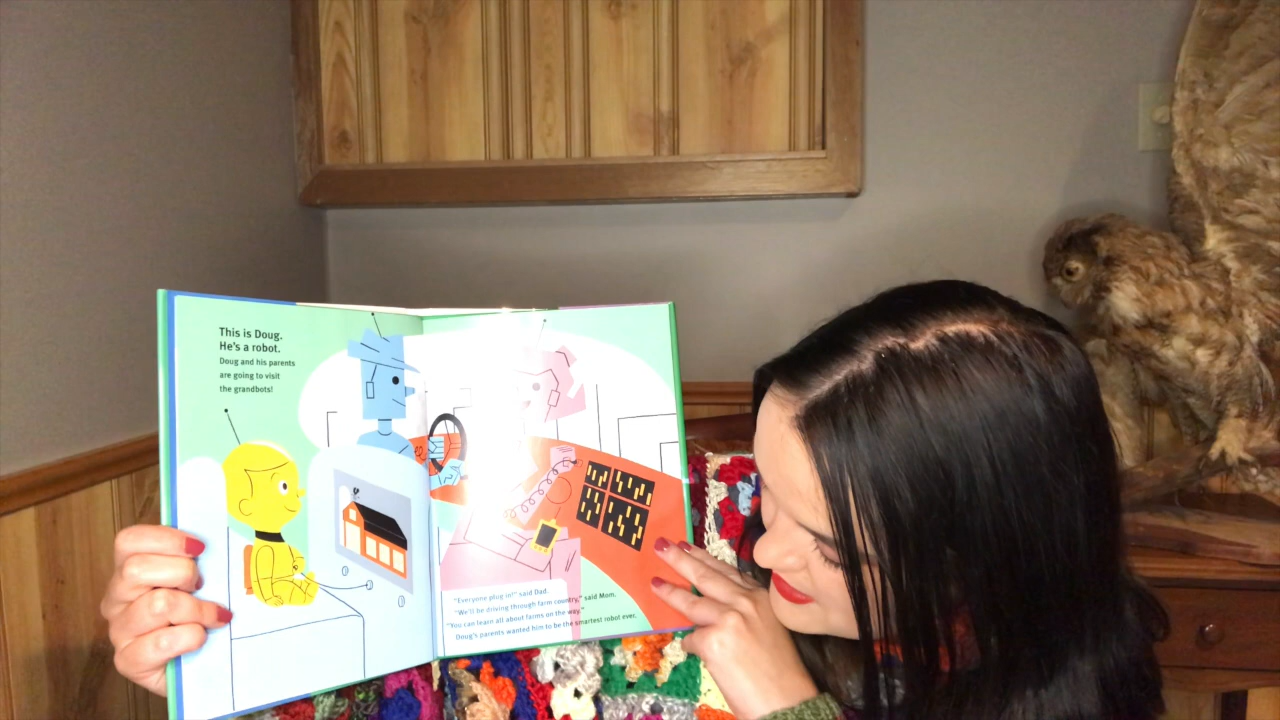 This is Doug.
He's a robot.
Doug and his parents
are going to visit
the grandbots!
"Everyone plug in!" said Dad.
"We'll be driving through farm country," said Mom.
"You can learn all about farms on the way."
Doug's parents wanted him to be the smartest robot ever.